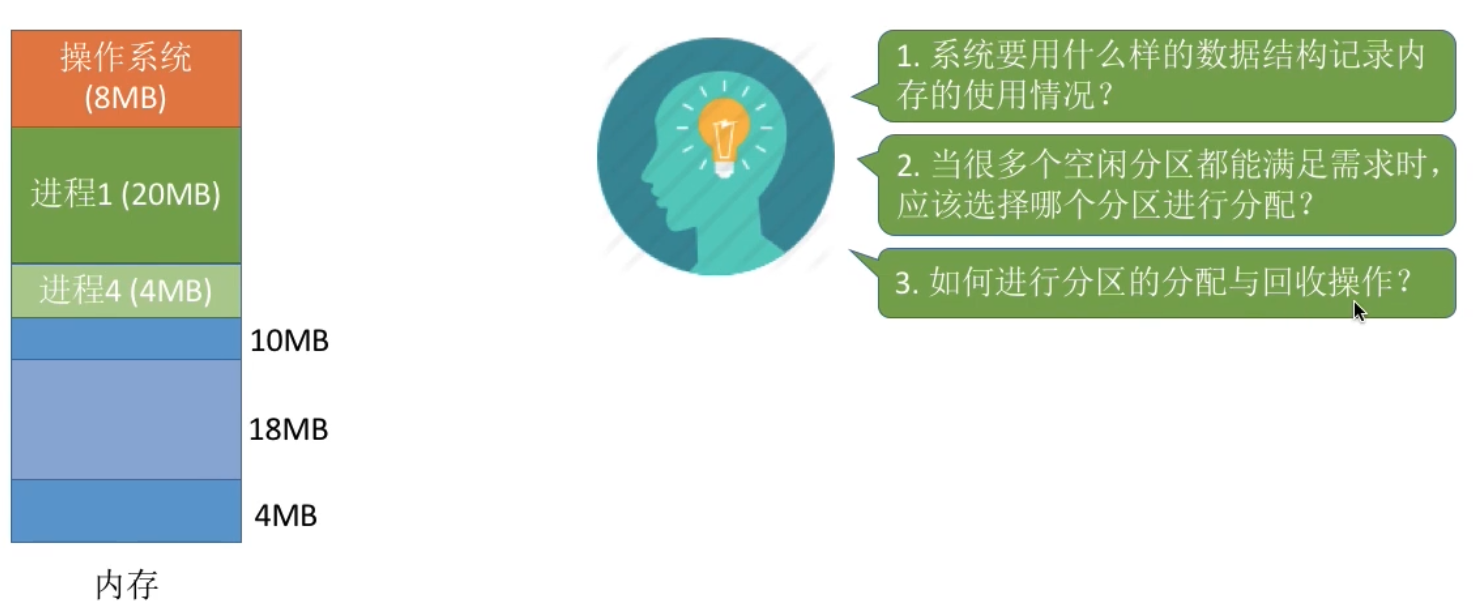 操作系统
(8MB)
进程1 (20MB)
进程4 (4MB)
10MB
18MB
4MB
内存
1. 系统要用什么样的数据结构记录内
存的使用情况？
2. 当很多个空闲分区都能满足需求时，
应该选择哪个分区进行分配？
3. 如何进行分区的分配与回收操作？